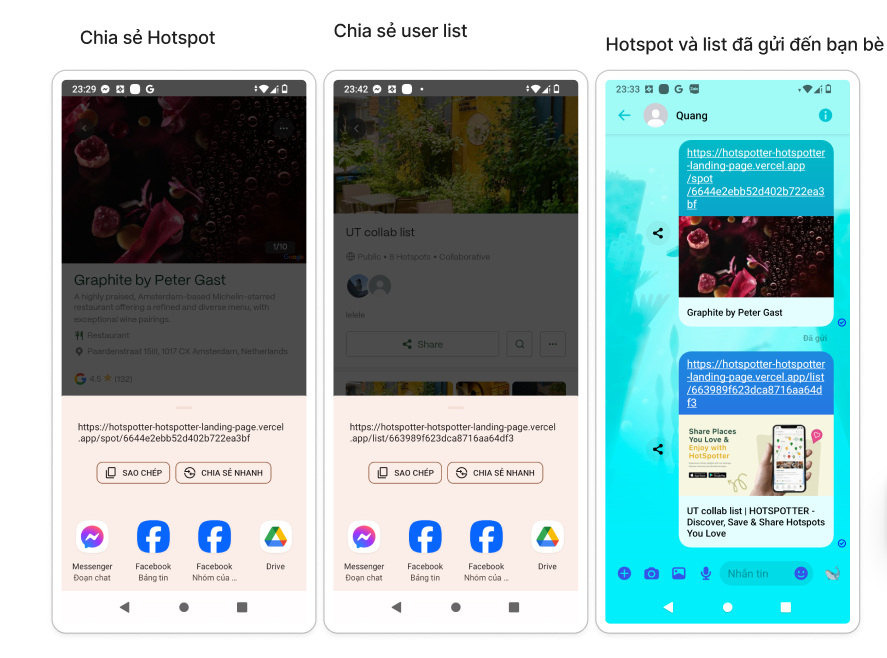 Chia sẻ Hotspot
Chia sẻ user list
Hotspot và list đã gửi đến bạn bè
23:29
G
1/10
Google
Graphite by Peter Gast
A highly praised, Amsterdam-based Michelin-starred
restaurant offering a refined and diverse menu, with
exceptional wine pairings.
Restaurant
Paardenstraat 15III, 1017 CX Amsterdam, Netherlands
4.5 ★ (132)
https://hotspotter-hotspotter-landing-page.vercel
.app/spot/6644e2ebb52d402b722ea3bf
SAO CHÉP
CHIA SẺ NHANH
Messenger
Đoạn chat
Facebook
Bảng tin
Facebook
Nhóm của ...
Drive
23:42
UT collab list
Public • 8 Hotspots • Collaborative
lelele
Share
https://hotspotter-hotspotter-landing-page.vercel
.app/list/663989f623dca8716aa64df3
SAO CHÉP
CHIA SẺ NHANH
Messenger
Đoạn chat
Facebook
Bảng tin
Facebook
Nhóm của ...
Drive
23:33
G
Quang
https://hotspotter-hotspotter
-landing-page.vercel.app
/spot
/6644e2ebb52d402b722ea3
bf
Graphite by Peter Gast
Đã gửi
https://hotspotter-hotspotter
-landing-page.vercel.app/list
/663989f623dca8716aa64d
f3
Share Places
You Love &
Enjoy with
HotSpotter
UT collab list | HOTSPOTTER -
Discover, Save & Share Hotspots
You Love
Nhắn tin